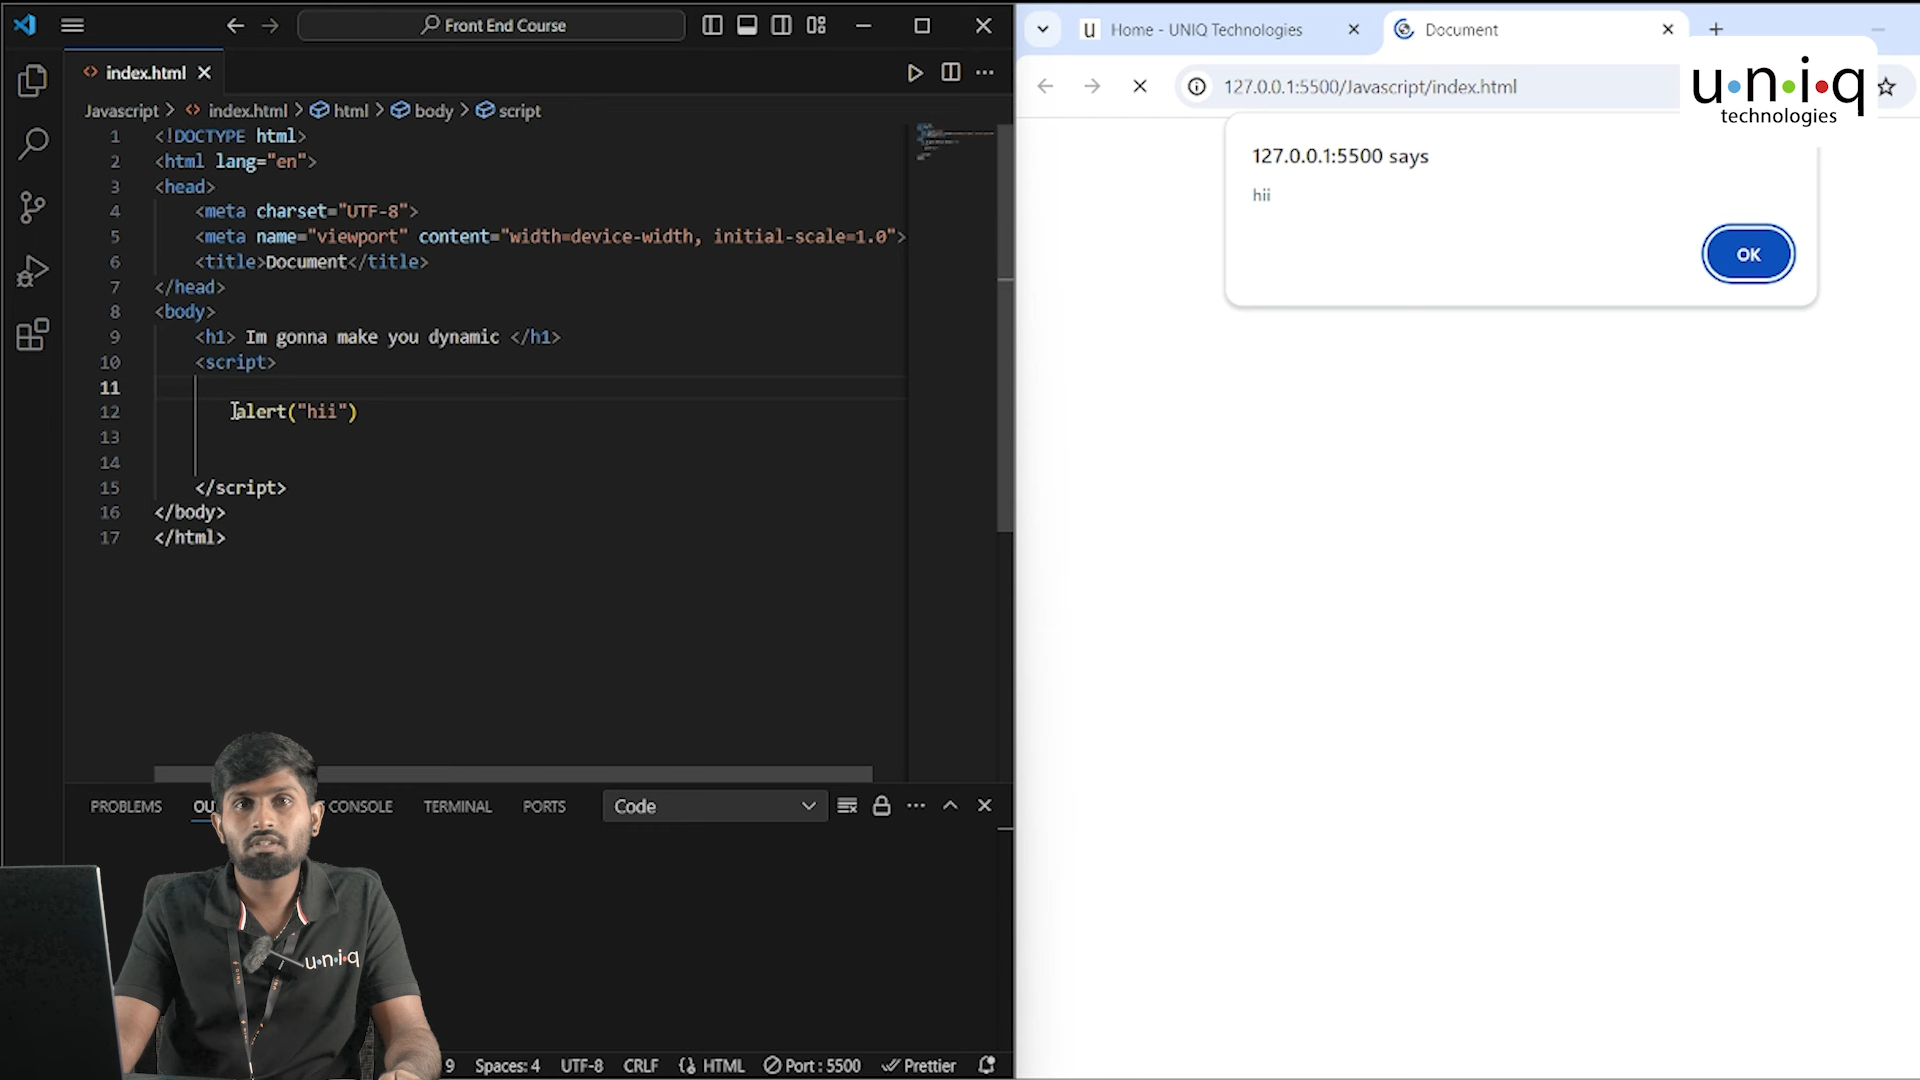 Front End Course
index.html
Javascript > index.html > html > body > script
1 <!DOCTYPE html>
2 <html lang="en">
3 <head>
4 <meta charset="UTF-8">
5 <meta name="viewport" content="width=device-width, initial-scale=1.0">
6 <title>Document</title>
7 </head>
8 <body>
9 <h1> Im gonna make you dynamic </h1>
10 <script>
11
12 alert("hii")
13
14
15 </script>
16 </body>
17 </html>
PROBLEMS OU CONSOLE TERMINAL PORTS Code
9 Spaces: 4 UTF-8 CRLF {} HTML Port : 5500 Prettier
u Home - UNIQ Technologies Document
127.0.0.1:5500/Javascript/index.html
u·n·i·q
technologies
127.0.0.1:5500 says
hii
OK
u·n·i·q